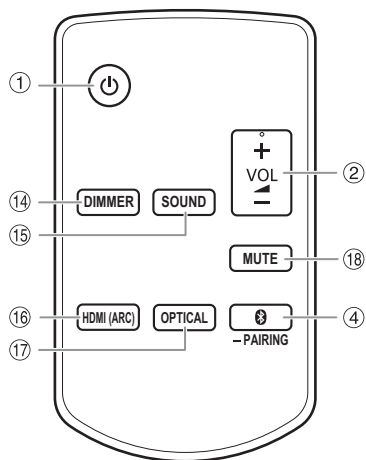 ①
+
VOL
②
−
⑭ DIMMER SOUND
⑮
MUTE ⑱
⑯ HDMI (ARC) OPTICAL ④
⑰ – PAIRING